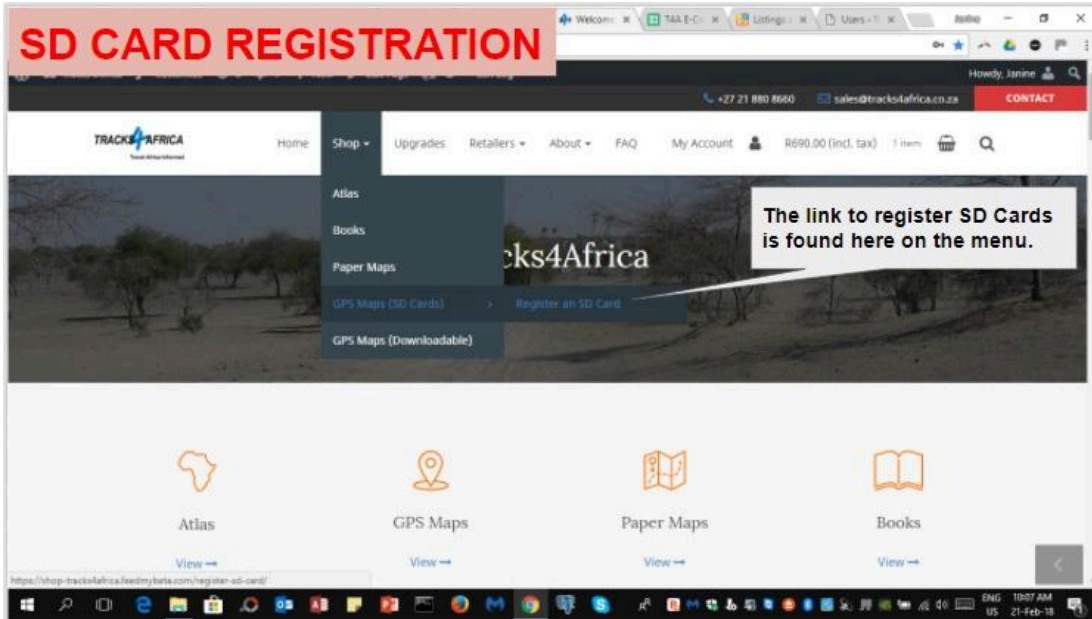 SD CARD REGISTRATION
Welcome
T4A E-C
Listings
Users
Howdy, Janine
+27 21 880 8660 sales@tracks4africa.co.za CONTACT
TRACKS4AFRICA
Home Shop Upgrades Retailers About FAQ My Account R690.00 (incl. tax) 1 item
Atlas
Books
Paper Maps
GPS Maps (SD Cards) > Register an SD Card
GPS Maps (Downloadable)
cks4Africa
The link to register SD Cards
is found here on the menu.
Atlas GPS Maps Paper Maps Books
View → View → View → View →
https://shop-tracks4africa.feedmybeta.com/register-sd-card/
ENG 10:07 AM
US 21-Feb-18